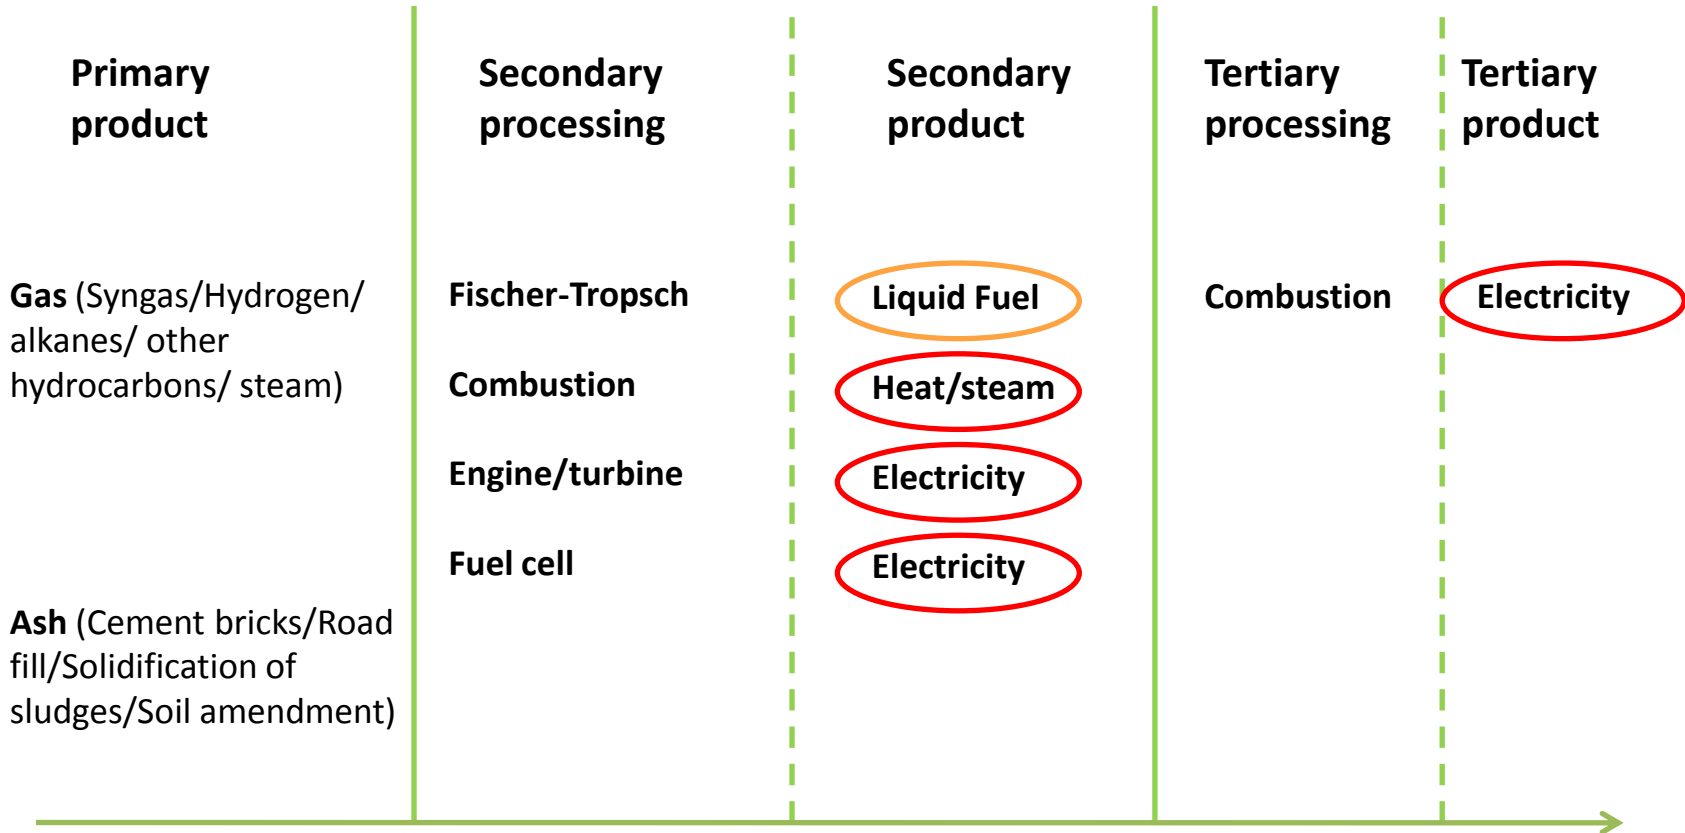 Primary
product
Secondary
processing
Secondary
product
Tertiary
processing
Tertiary
product
Gas (Syngas/Hydrogen/
alkanes/ other
hydrocarbons/ steam)
Fischer-Tropsch
Liquid Fuel
Combustion
Electricity
Combustion
Heat/steam
Engine/turbine
Electricity
Fuel cell
Electricity
Ash (Cement bricks/Road
fill/Solidification of
sludges/Soil amendment)